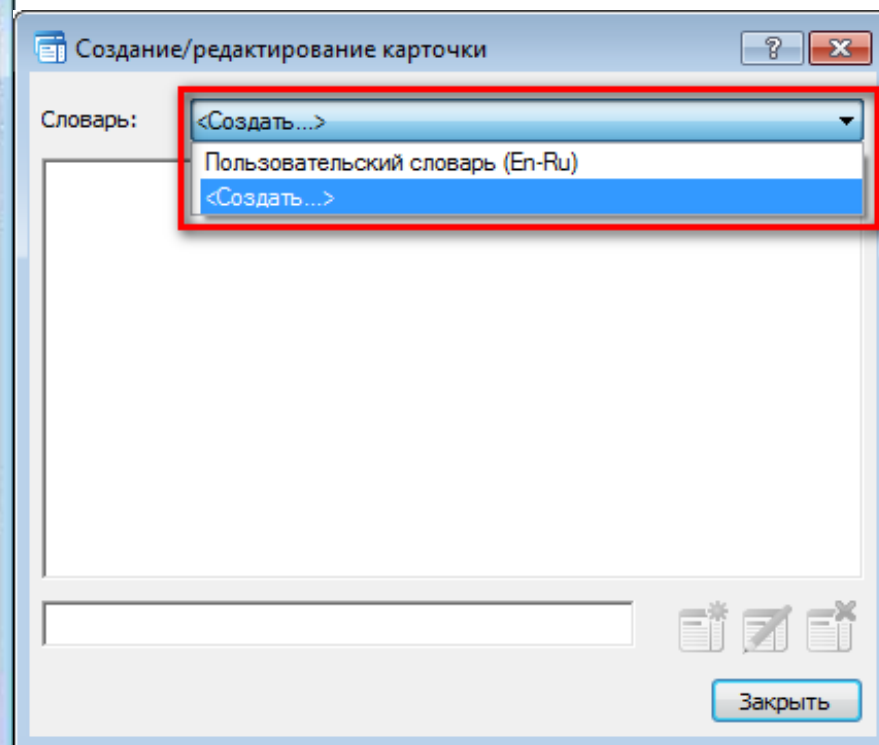 Создание/редактирование карточки
Словарь:
<Создать...>
Пользовательский словарь (En-Ru)
<Создать...>
Закрыть